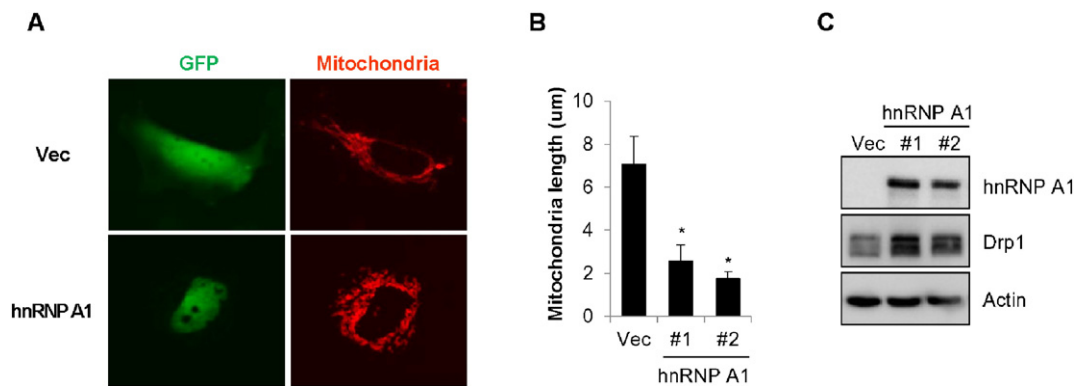 A
GFP
Mitochondria
Vec
hnRNP A1
B
Mitochondria length (um)
10
8
6
4
2
0
*
*
Vec
#1
#2
hnRNP A1
C
hnRNP A1
Vec
#1
#2
hnRNP A1
Drp1
Actin